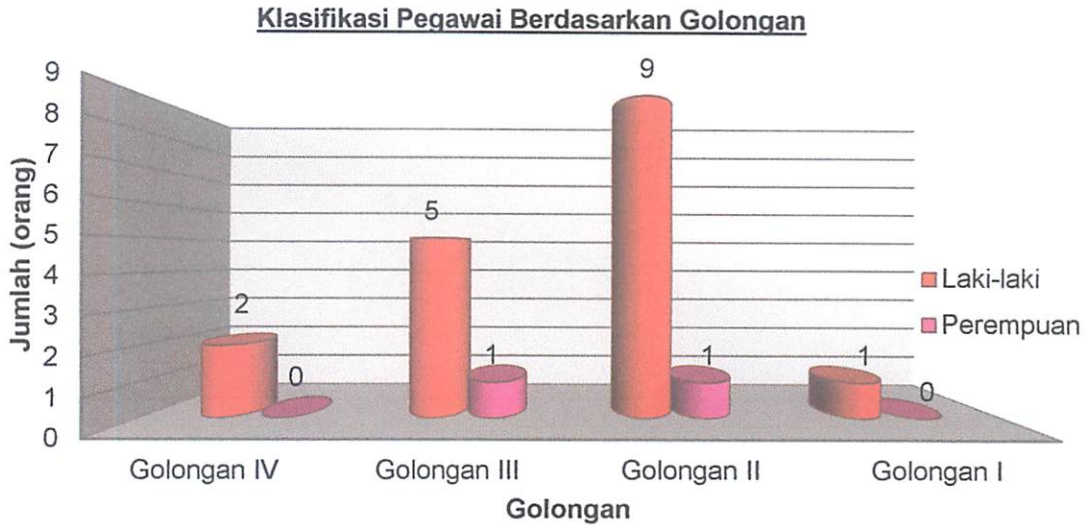 Klasifikasi Pegawai Berdasarkan Golongan
9
8
7
6
5
4
3
2
1
0
Jumlah (orang)
2
0
5
1
9
1
1
0
Laki-laki
Perempuan
Golongan IV
Golongan III
Golongan II
Golongan I
Golongan